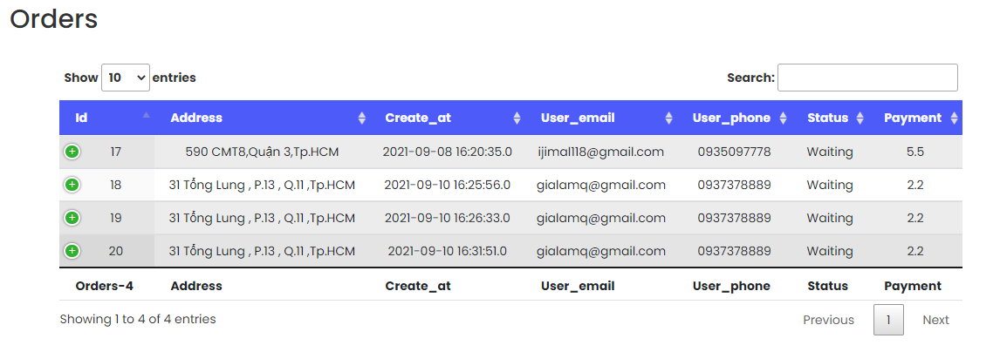 Orders
Show 10 entries Search:
Id Address Create_at User_email User_phone Status Payment
17 590 CMT8,Quận 3,Tp.HCM 2021-09-08 16:20:35.0 ijimal118@gmail.com 0935097778 Waiting 5.5
18 31 Tổng Lung , P.13 , Q.11 ,Tp.HCM 2021-09-10 16:25:56.0 gialamq@gmail.com 0937378889 Waiting 2.2
19 31 Tổng Lung , P.13 , Q.11 ,Tp.HCM 2021-09-10 16:26:33.0 gialamq@gmail.com 0937378889 Waiting 2.2
20 31 Tổng Lung , P.13 , Q.11 ,Tp.HCM 2021-09-10 16:31:51.0 gialamq@gmail.com 0937378889 Waiting 2.2
Orders-4 Address Create_at User_email User_phone Status Payment
Showing 1 to 4 of 4 entries Previous 1 Next